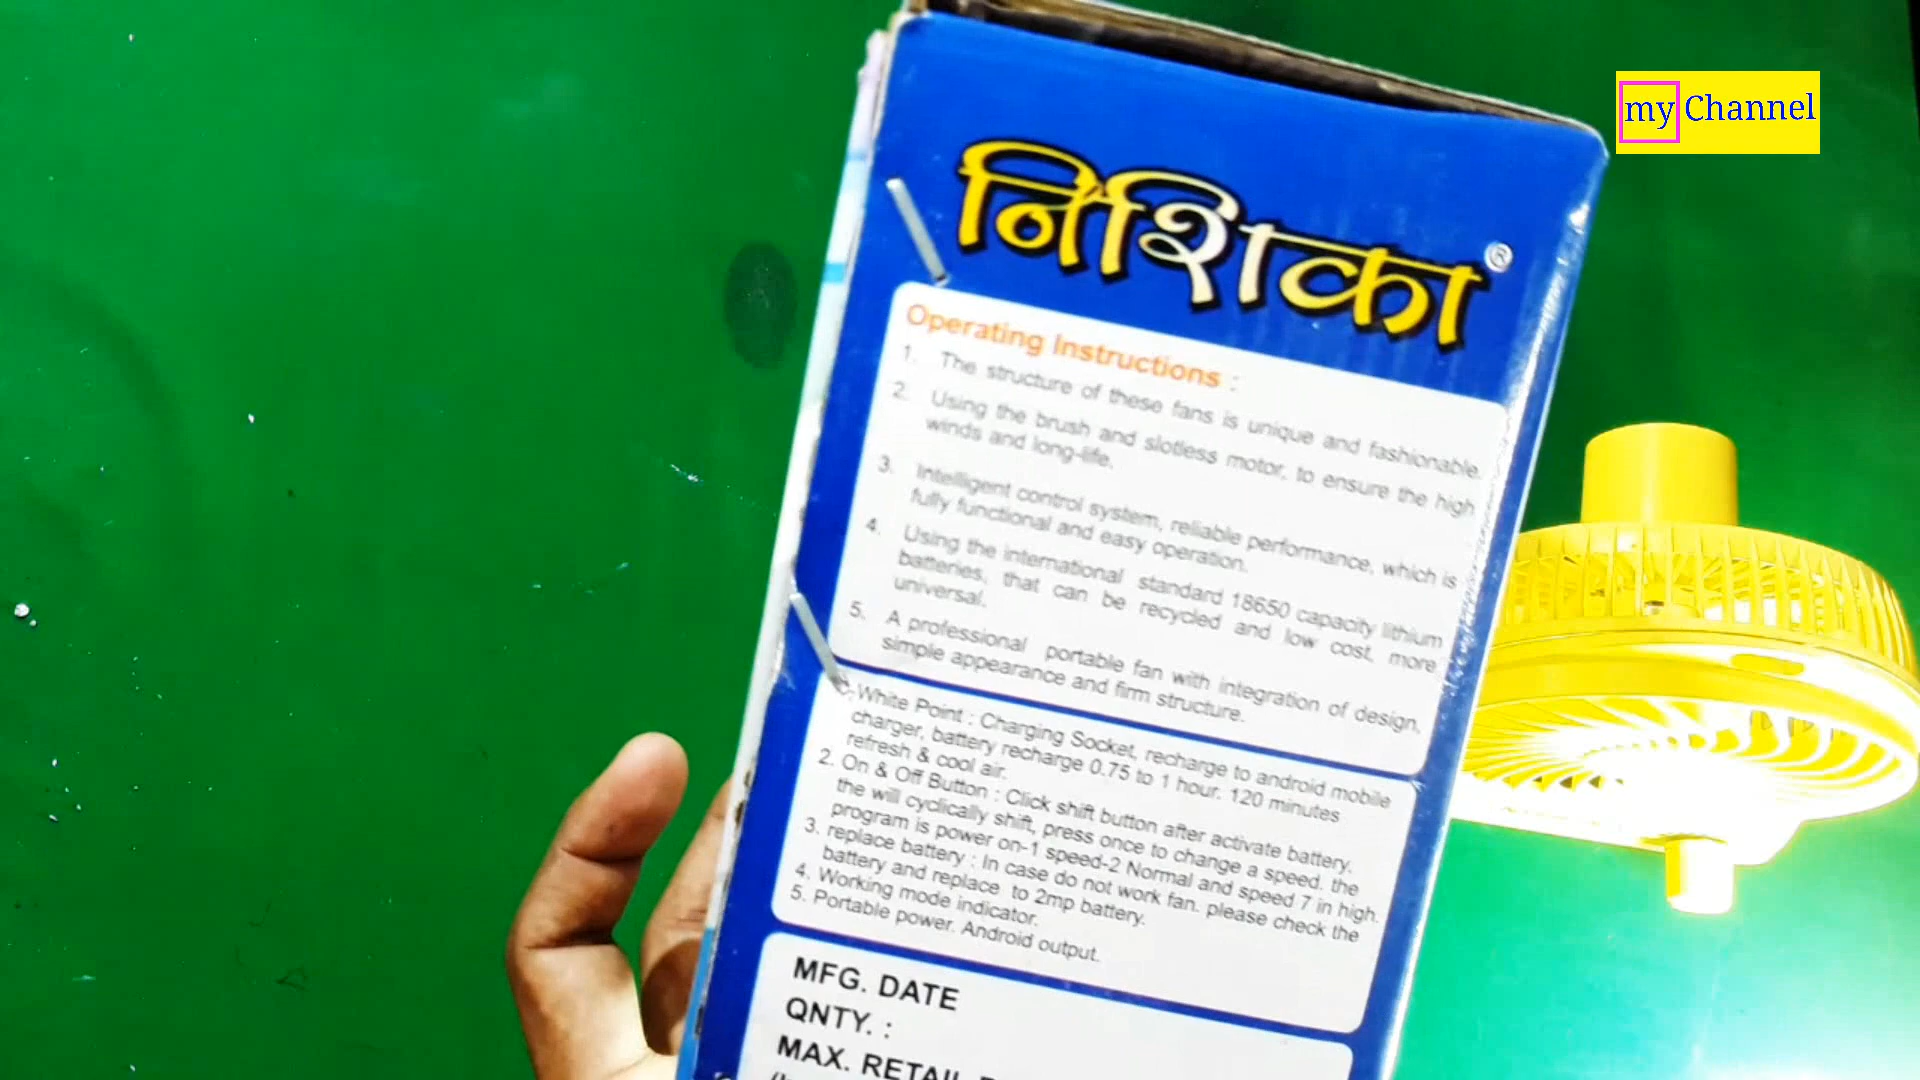 my Channel
निशिका®
Operating Instructions :
1. The structure of these fans is unique and fashionable.
2. Using the brush and slotless motor, to ensure the high
winds and long-life.
3. Intelligent control system, reliable performance, which is
fully functional and easy operation.
4. Using the international standard 18650 capacity lithium
batteries, that can be recycled and low cost, more
universal.
5. A professional portable fan with integration of design,
simple appearance and firm structure.
White Point : Charging Socket, recharge to android mobile
charger, battery recharge 0.75 to 1 hour. 120 minutes
refresh & cool air.
2. On & Off Button : Click shift button after activate battery.
the will cyclically shift, press once to change a speed. the
program is power on-1 speed-2 Normal and speed 7 in high.
3. replace battery : In case do not work fan. please check the
battery and replace to 2mp battery.
4. Working mode indicator.
5. Portable power. Android output.
MFG. DATE
QNTY. :
MAX. RETAIL